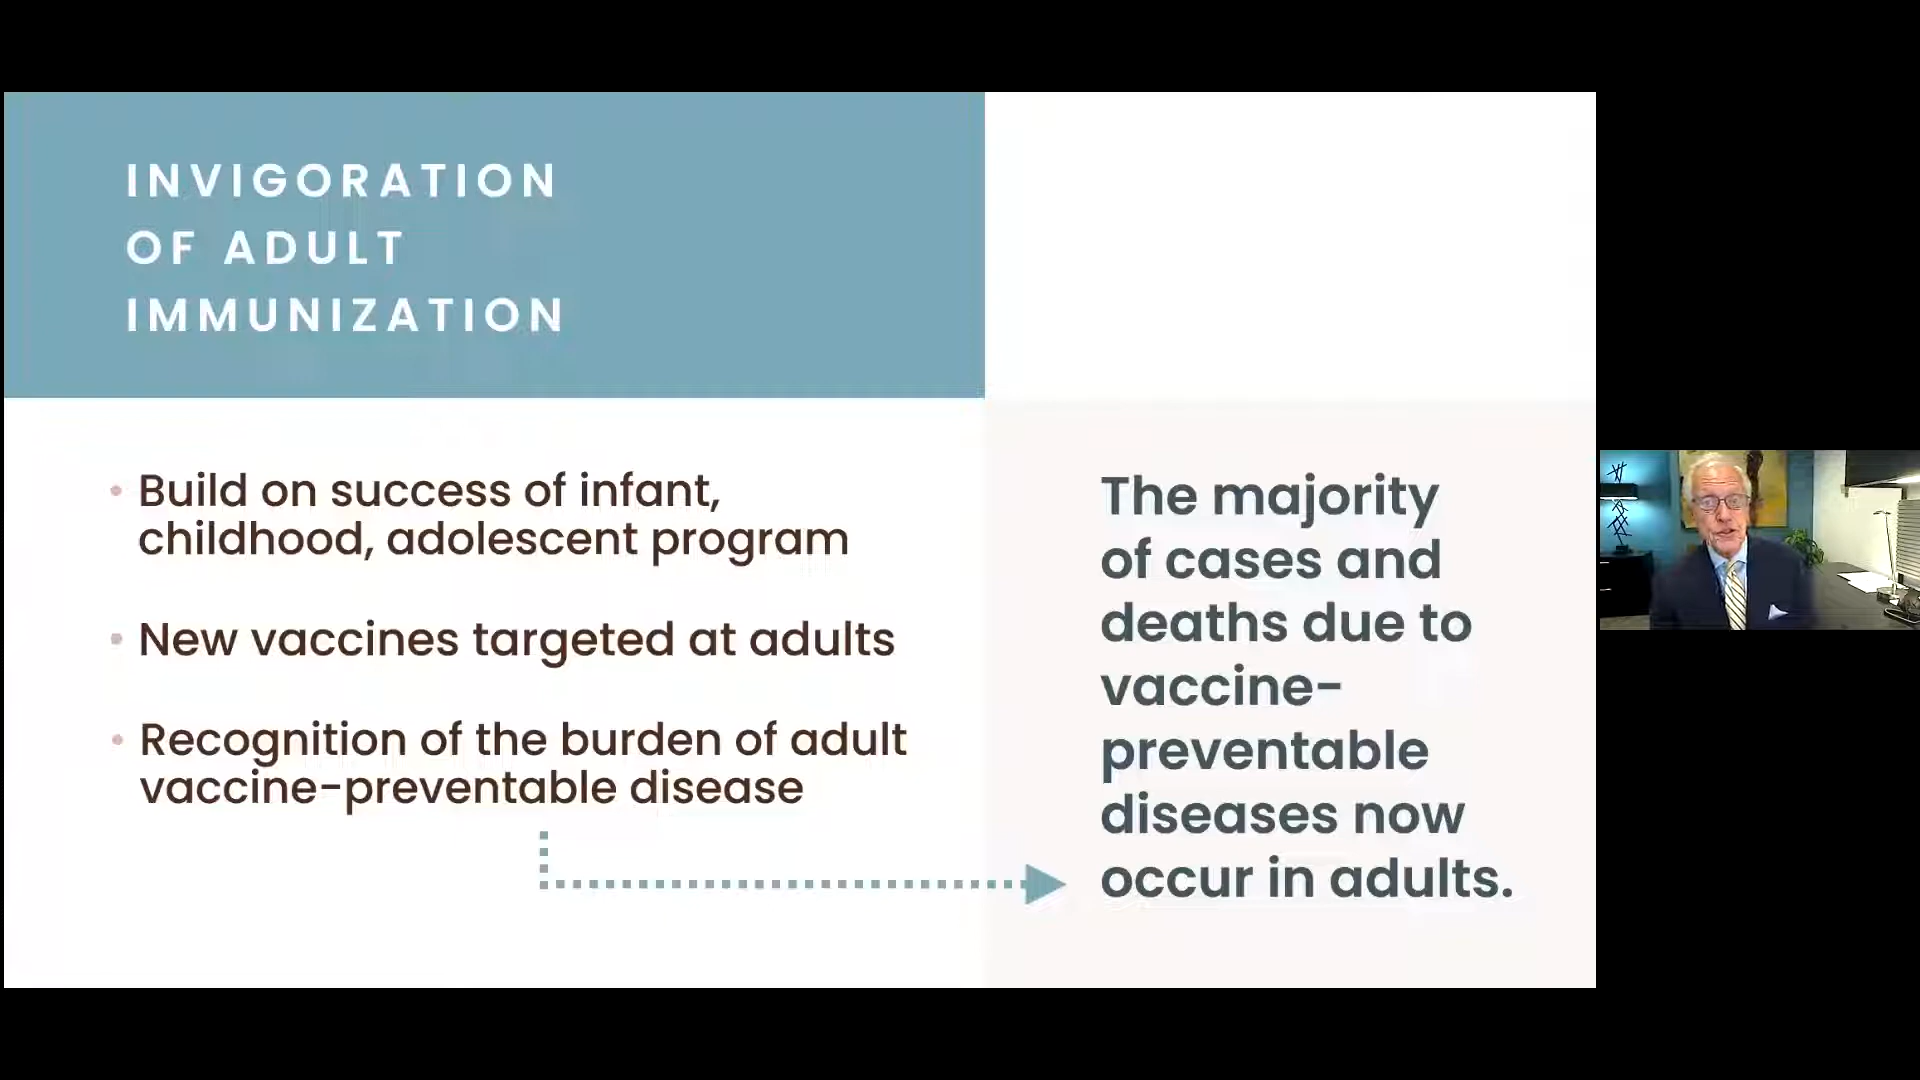 INVIGORATION
OF ADULT
IMMUNIZATION
• Build on success of infant,
childhood, adolescent program
• New vaccines targeted at adults
• Recognition of the burden of adult
vaccine-preventable disease
The majority
of cases and
deaths due to
vaccine-
preventable
diseases now
occur in adults.